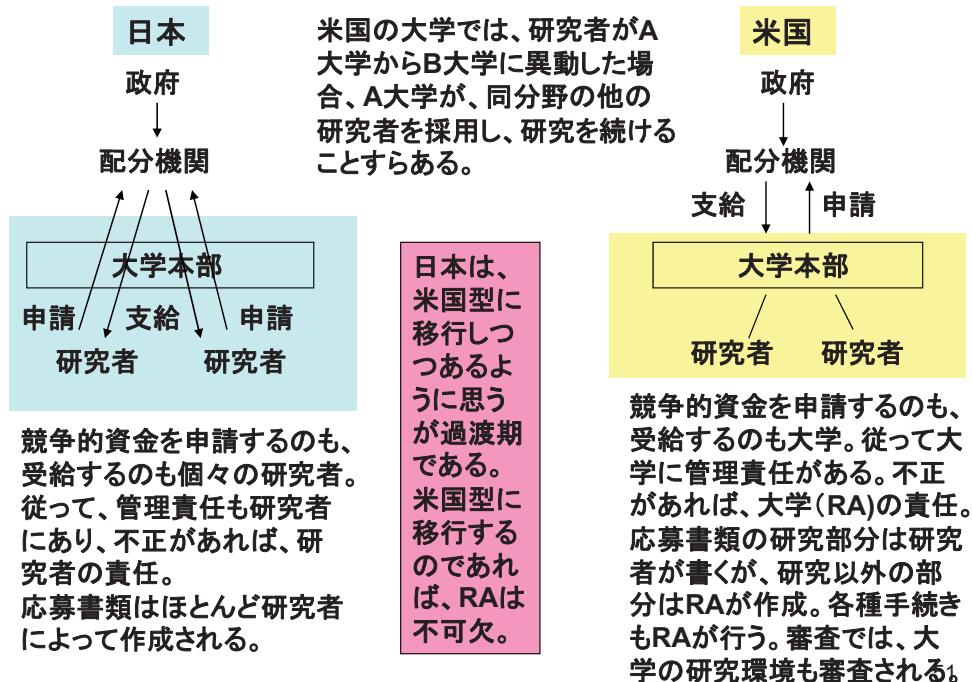 日本
政府
配分機関
大学本部
申請
支給
申請
研究者
研究者
競争的資金を申請するのも、
受給するのも個々の研究者。
従って、管理責任も研究者
にあり、不正があれば、研
究者の責任。
応募書類はほとんど研究者
によって作成される。
米国の大学では、研究者がA
大学からB大学に異動した場
合、A大学が、同分野の他の
研究者を採用し、研究を続ける
ことすらある。
日本は、
米国型に
移行しつ
つあるよ
うに思う
が過渡期
である。
米国型に
移行する
のであれ
ば、RAは
不可欠。
米国
政府
配分機関
支給
申請
大学本部
研究者
研究者
競争的資金を申請するのも、
受給するのも大学。従って大
学に管理責任がある。不正
があれば、大学（RA)の責任。
応募書類の研究部分は研究
者が書くが、研究以外の部
分はRAが作成。各種手続き
もRAが行う。審査では、大
学の研究環境も審査される。
1